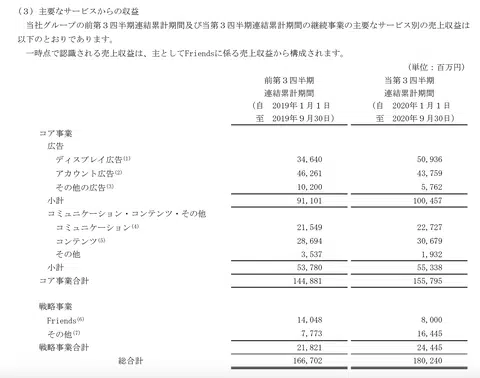 (3)主要なサービスからの収益
当社グループの前第3四半期連結累計期間及び当第3四半期連結累計期間の継続事業の主要なサービス別の売上収益は
以下のとおりであります。
一時点で認識される売上収益は、主としてFriendsに係る売上収益から構成されます。
(単位:百万円)
前第3四半期 当第3四半期
連結累計期間 連結累計期間
(自 2019年1月1日 (自 2020年1月1日
至 2019年9月30日) 至 2020年9月30日)
コア事業
広告
ディスプレイ広告(1) 34,640 50,936
アカウント広告(2) 46,261 43,759
その他の広告(3) 10,200 5,762
小計 91,101 100,457
コミュニケーション・コンテンツ・その他
コミュニケーション(4) 21,549 22,727
コンテンツ(5) 28,694 30,679
その他 3,537 1,932
小計 53,780 55,338
コア事業合計 144,881 155,795
戦略事業
Friends(6) 14,048 8,000
その他(7) 7,773 16,445
戦略事業合計 21,821 24,445
総合計 166,702 180,240